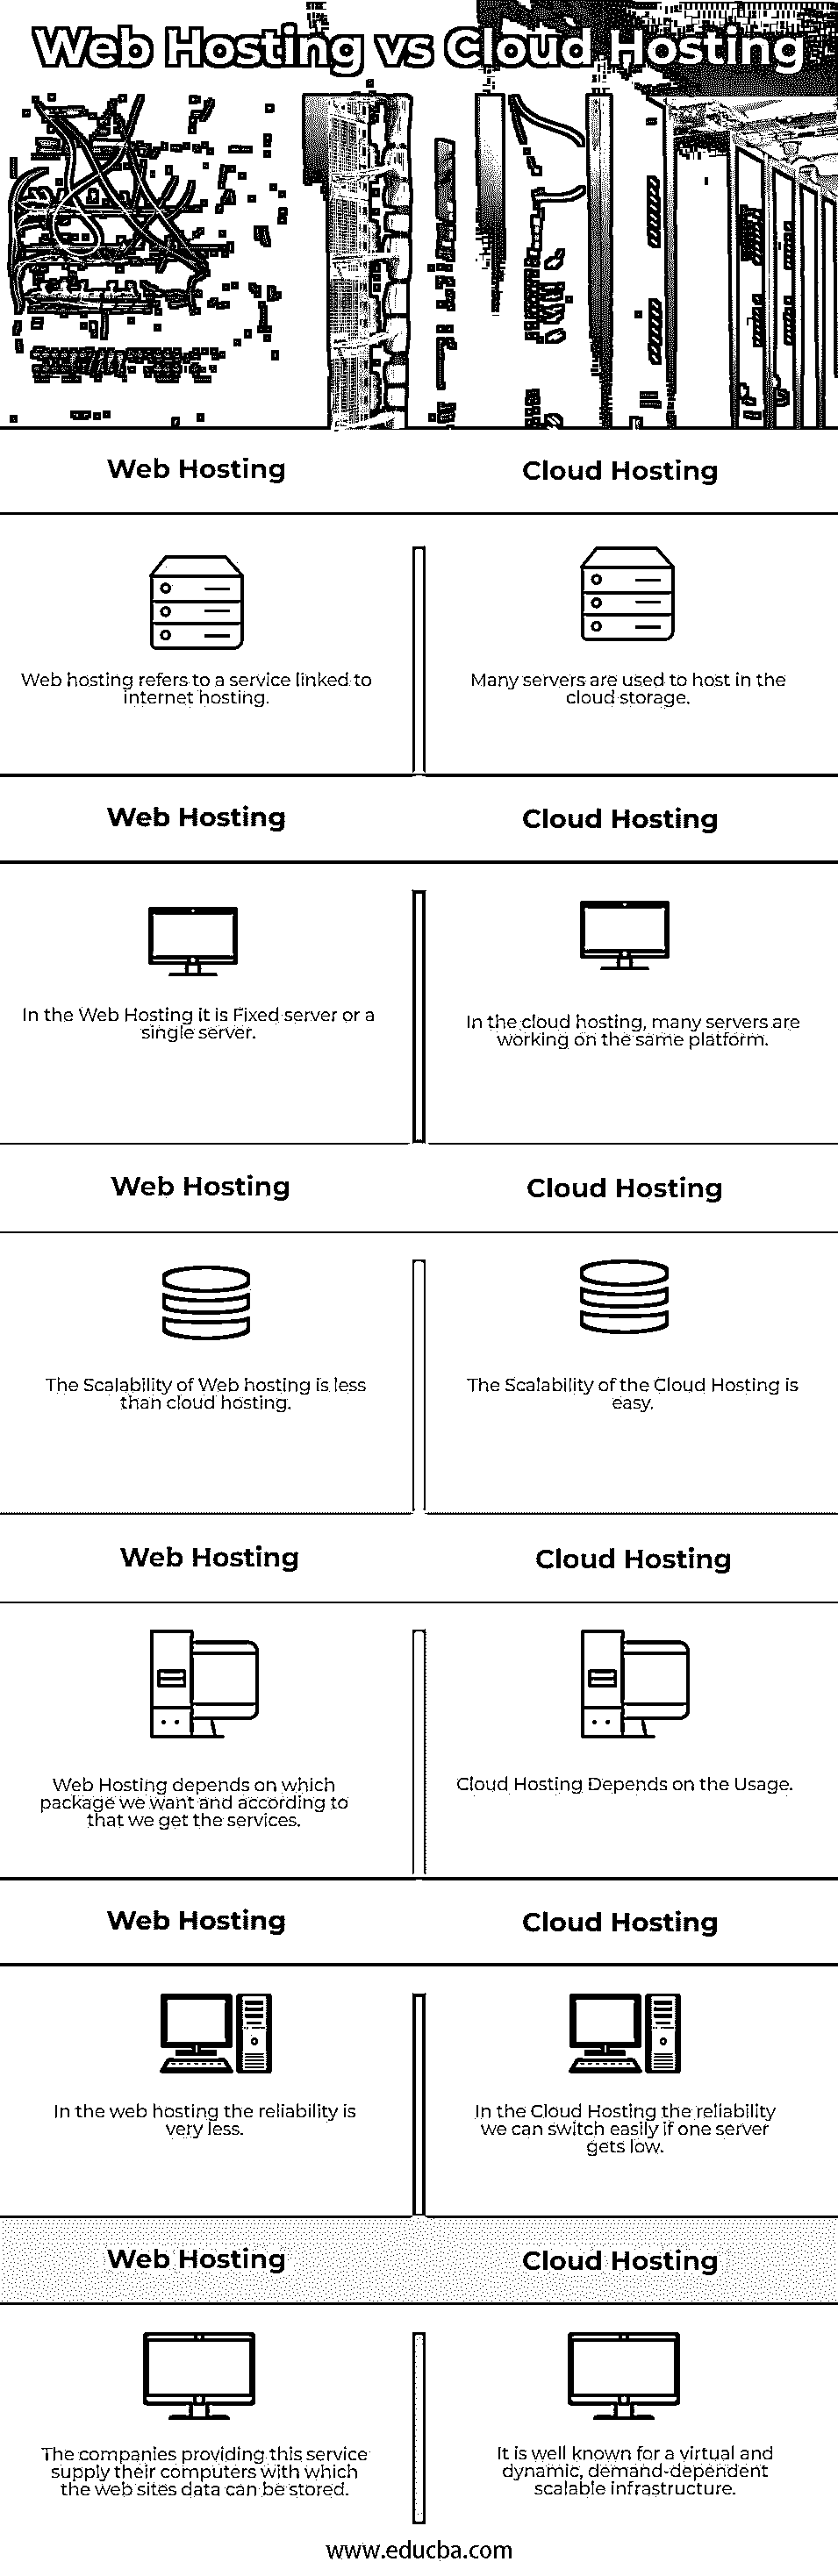 Web Hosting vs Cloud Hosting
Web Hosting
Cloud Hosting
Web hosting refers to a service linked to
internet hosting.
Many servers are used to host in the
cloud storage.
Web Hosting
Cloud Hosting
In the Web Hosting it is Fixed server or a
single server.
In the cloud hosting, many servers are
working on the same platform.
Web Hosting
Cloud Hosting
The Scalability of Web hosting is less
than cloud hosting.
The Scalability of the Cloud Hosting is
easy.
Web Hosting
Cloud Hosting
Web Hosting depends on which
package we want and according to
that we get the services.
Cloud Hosting Depends on the Usage.
Web Hosting
Cloud Hosting
In the web hosting the reliability is
very less.
In the Cloud Hosting the reliability
we can switch easily if one server
gets low.
Web Hosting
Cloud Hosting
The companies providing this service
supply their computers with which
the web sites data can be stored.
It is well known for a virtual and
dynamic, demand-dependent
scalable infrastructure.
www.educba.com